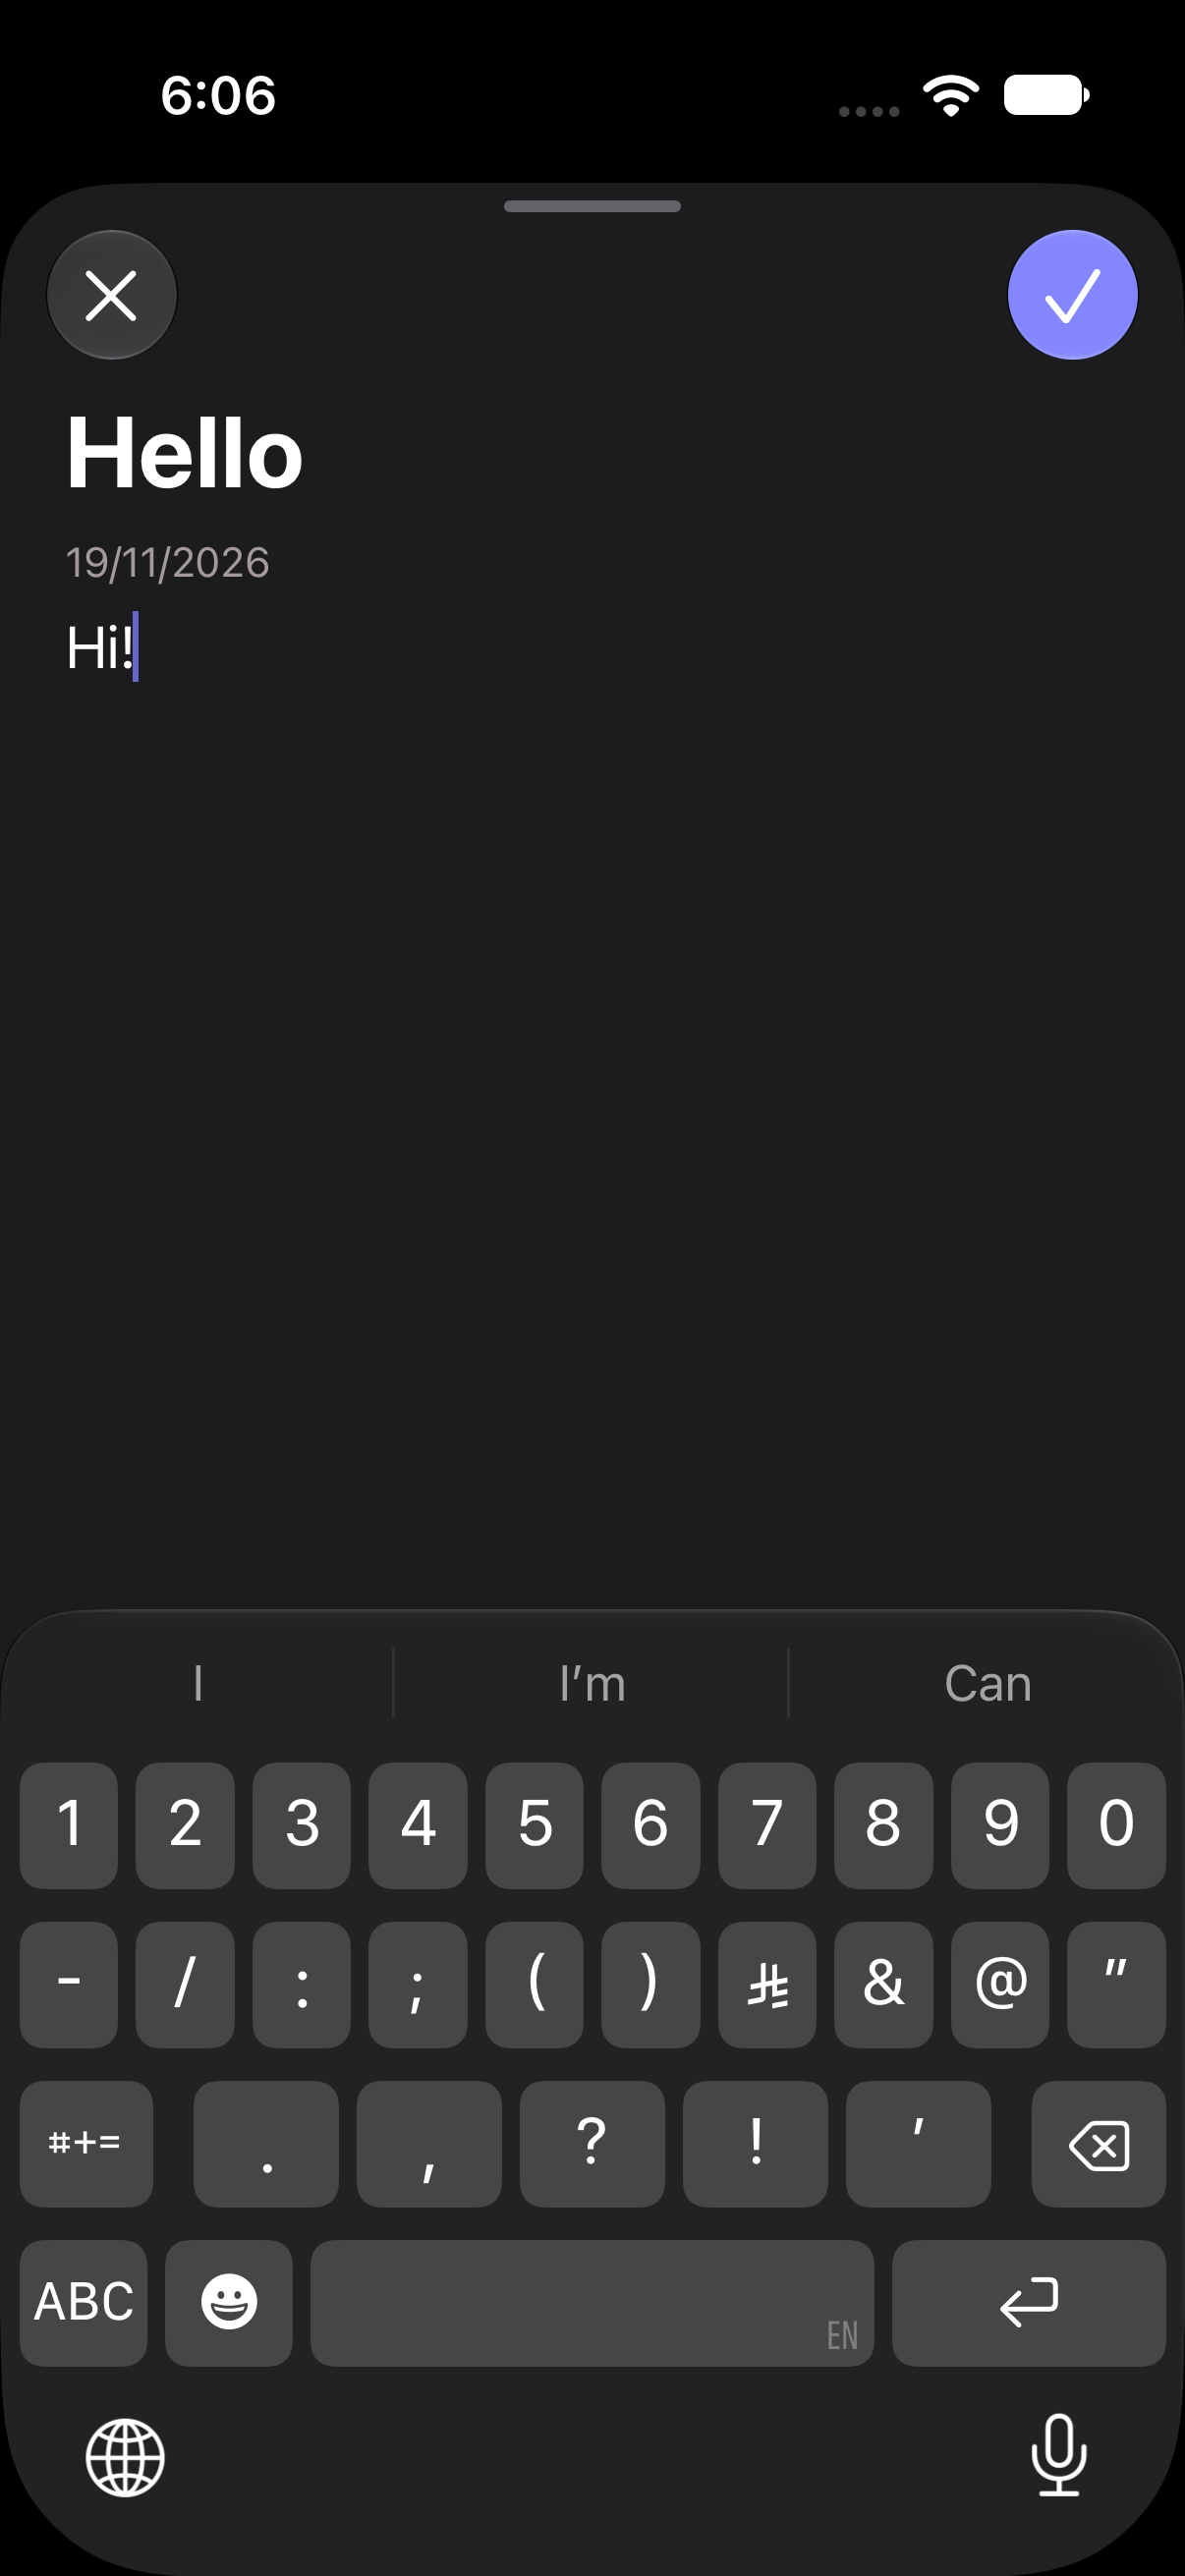 6:06
Hello
19/11/2026
Hi!
I
I’m
Can
1 2 3 4 5 6 7 8 9 0
- / : ; ( ) ⃁ & @ "
#+= . , ? ! ’
ABC
EN